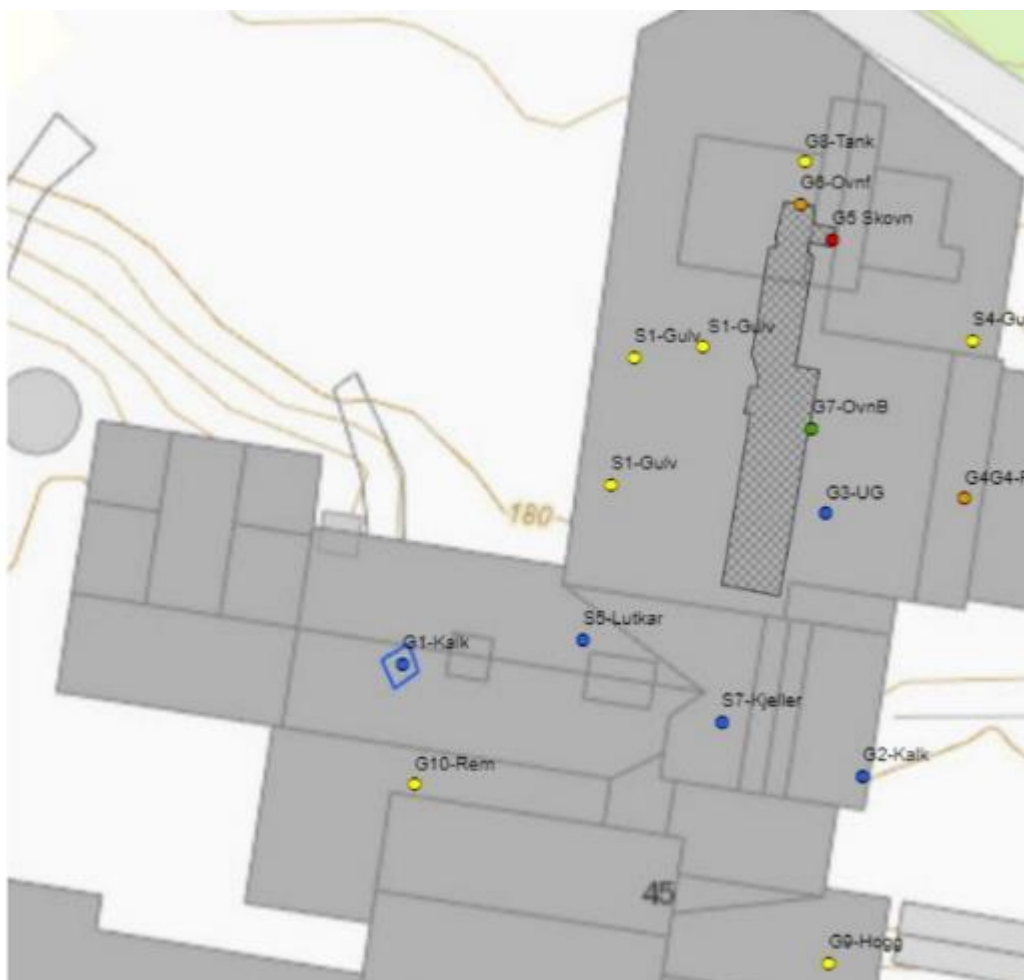 G8-Tank
G6-Ovnf
G5 Skovn
S4-Gu
S1-Gulv
S1-Gulv
G7-OvnB
S1-Gulv
G4G4-F
G3-UG
180
S5-Lutkar
G1-Kalk
S7-Kjeller
G2-Kalk
G10-Rem
45
G9-Hogg